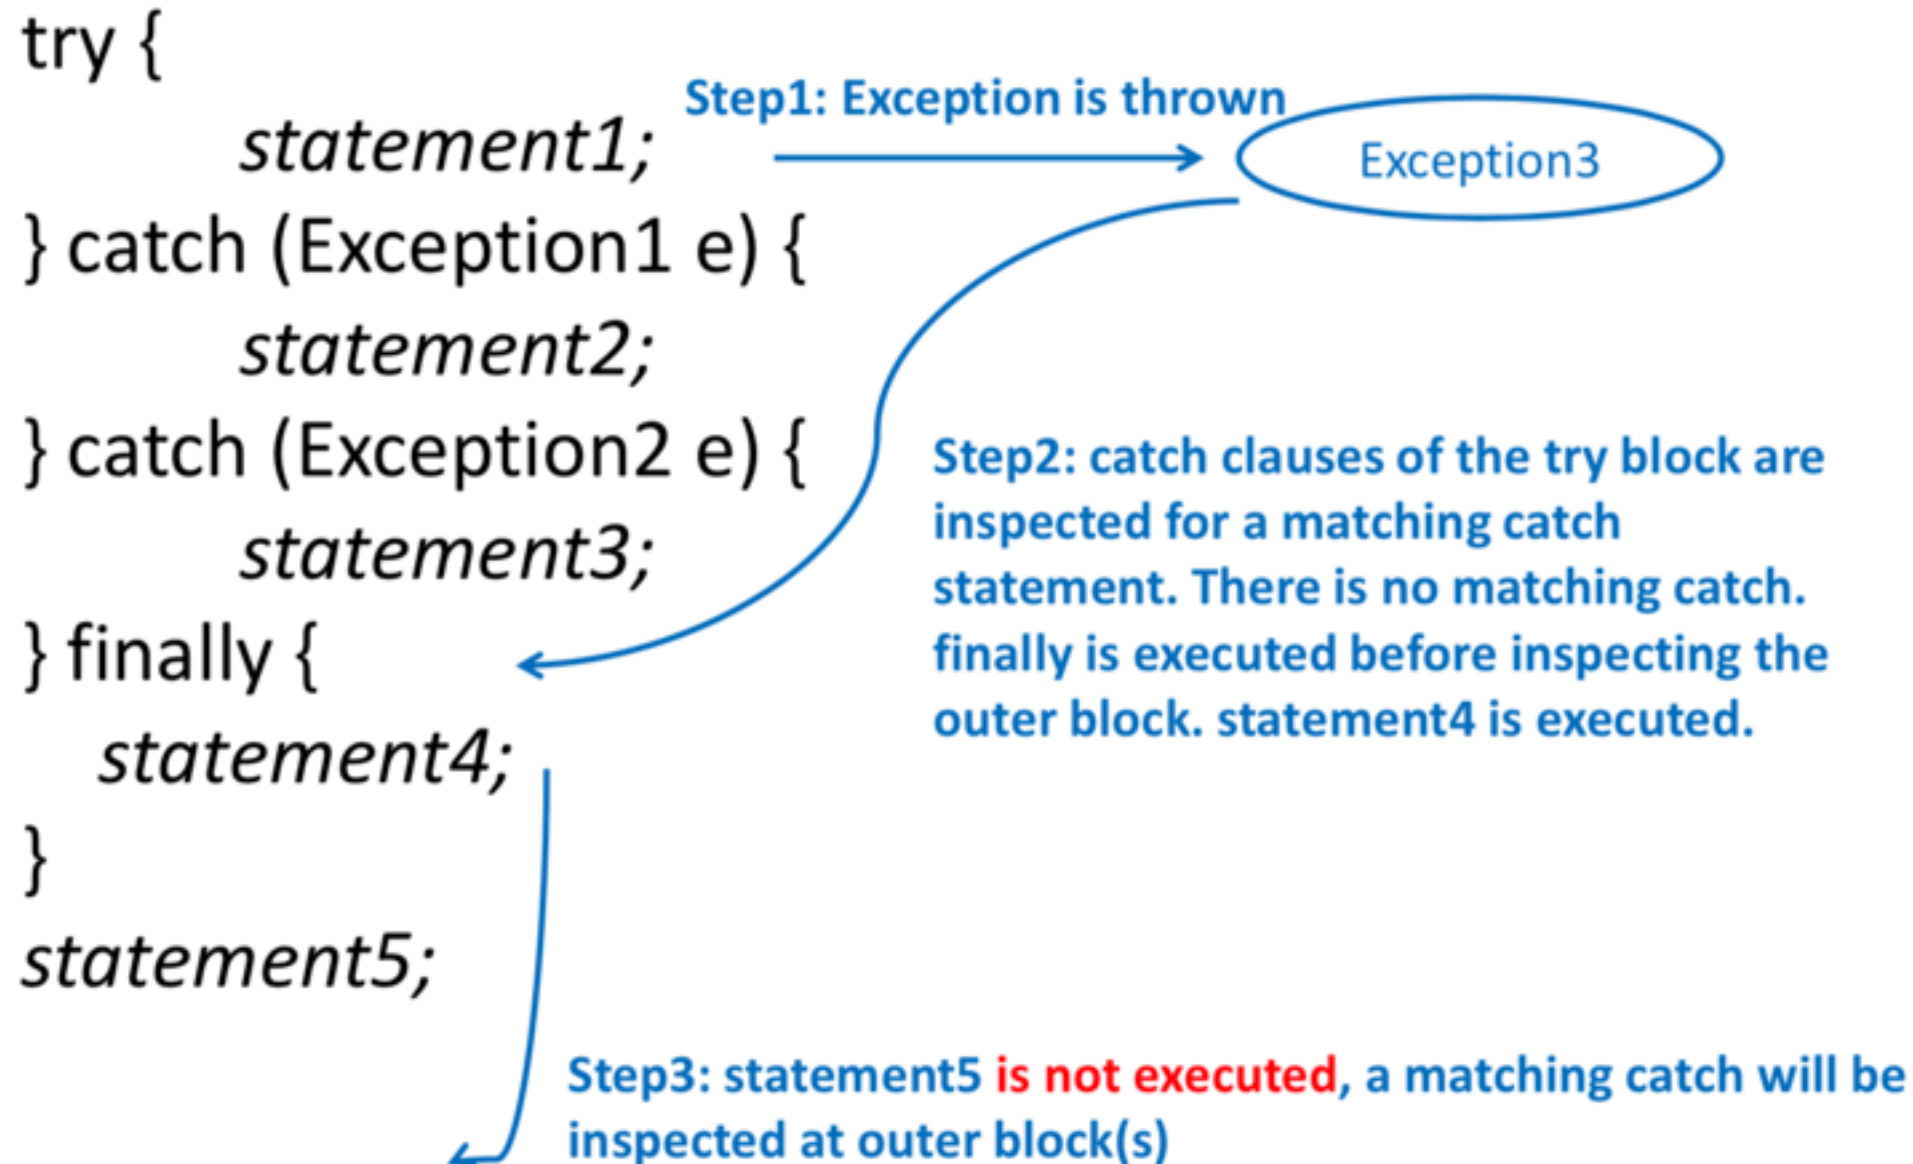 try {
Step1: Exception is thrown
statement1;
Exception3
} catch (Exception1 e) {
statement2;
} catch (Exception2 e) {
statement3;
Step2: catch clauses of the try block are
inspected for a matching catch
statement. There is no matching catch.
finally is executed before inspecting the
outer block. statement4 is executed.
} finally {
statement4;
}
statement5;
Step3: statement5 is not executed, a matching catch will be
inspected at outer block(s)